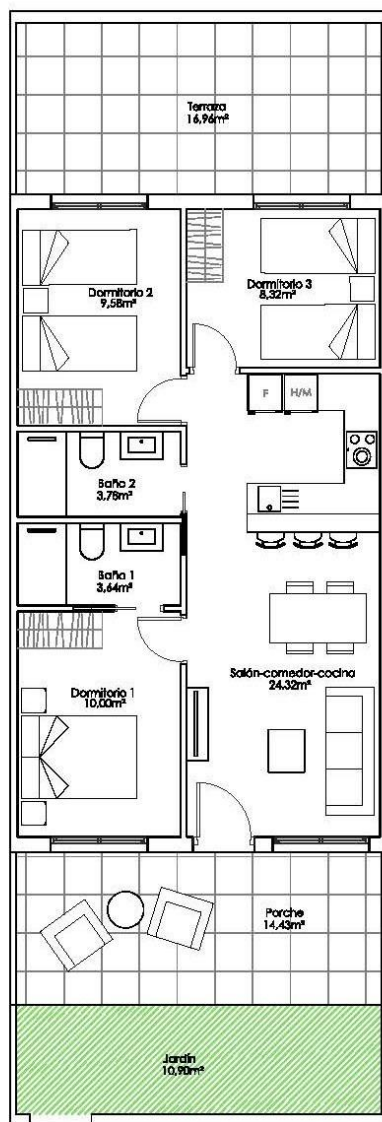 Terraza
16,96m²
Dormitorio 2
9,58m²
Dormitorio 3
8,32m²
F
H/M
Baño 2
3,78m²
Baño 1
3,64m²
Salón-comedor-cocina
24,32m²
Dormitorio 1
10,00m²
Porche
14,43m²
Jardín
10,90m²